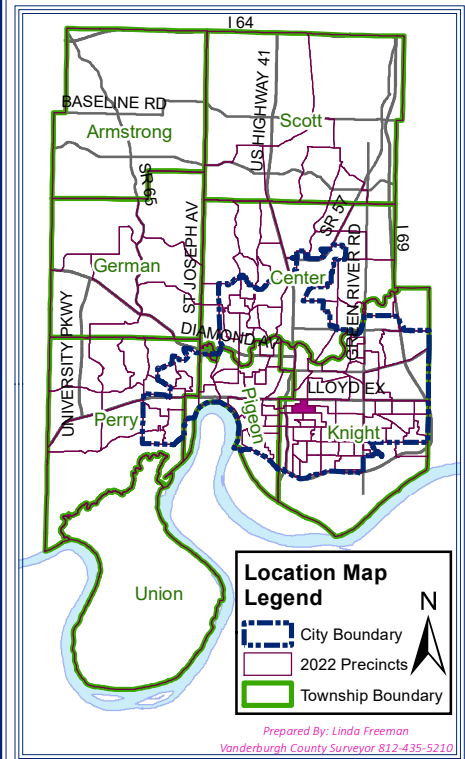 I 64
US HIGHWAY 41
BASELINE RD
Scott
Armstrong
SR 65
ST JOSEPH AV
SR 57
GREEN RIVER RD
I 69
German
Center
UNIVERSITY PKWY
DIAMOND AV
LLOYD EX
Perry
Pigeon
Knight
Union
Location Map
Legend
N
City Boundary
2022 Precincts
Township Boundary
Prepared By: Linda Freeman
Vanderburgh County Surveyor 812-435-5210